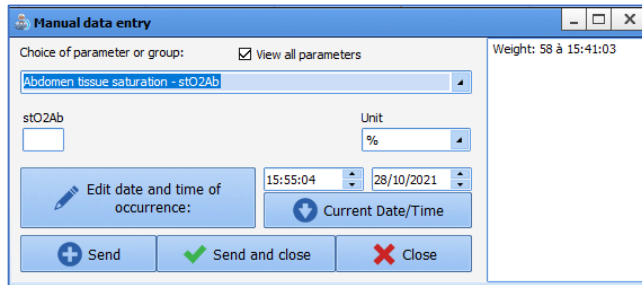 Manual data entry
Choice of parameter or group:
View all parameters
Abdomen tissue saturation - stO2Ab
stO2Ab
Unit
%
Edit date and time of
occurrence:
15:55:04
28/10/2021
Current Date/Time
Send
Send and close
Close
Weight: 58 à 15:41:03